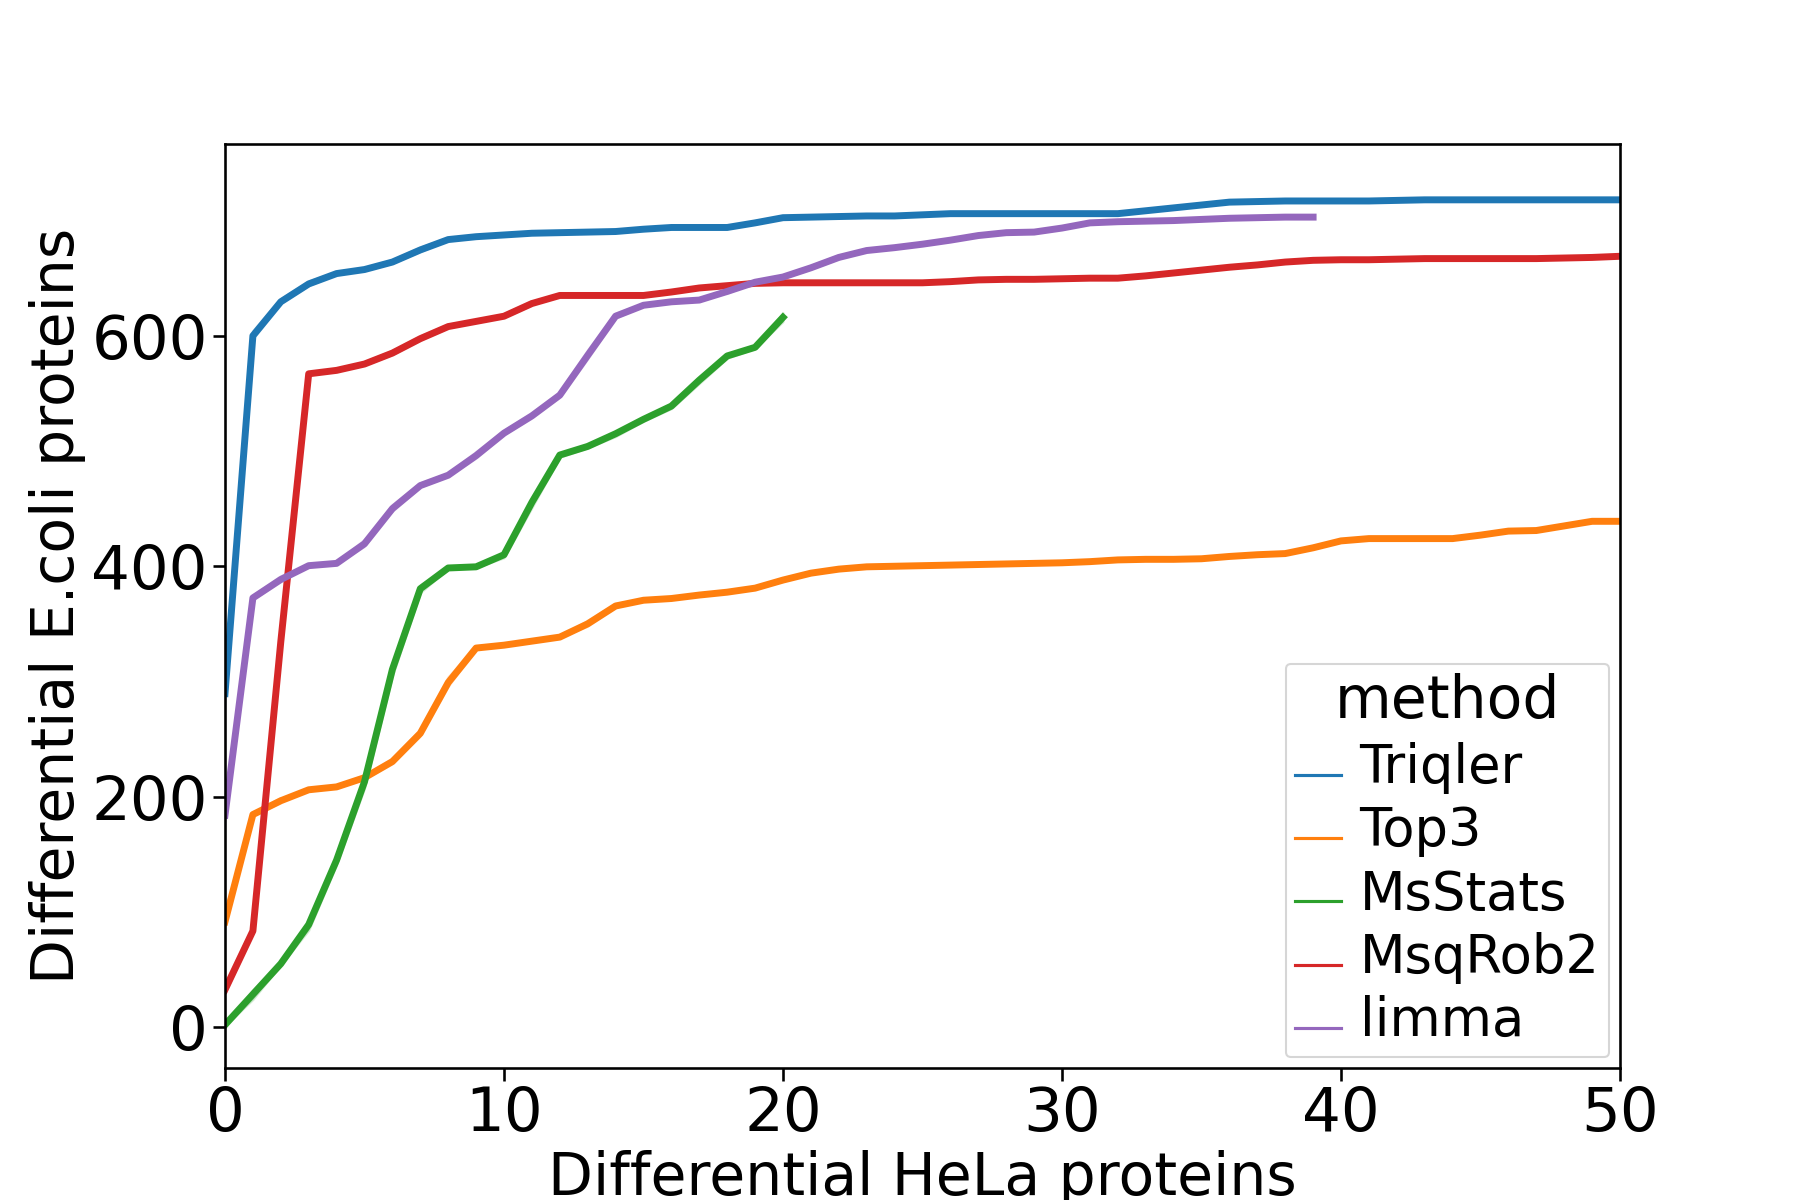 Differential E.coli proteins
600
400
200
0
0 10 20 30 40 50
Differential HeLa proteins
method
Triqler
Top3
MsStats
MsqRob2
limma